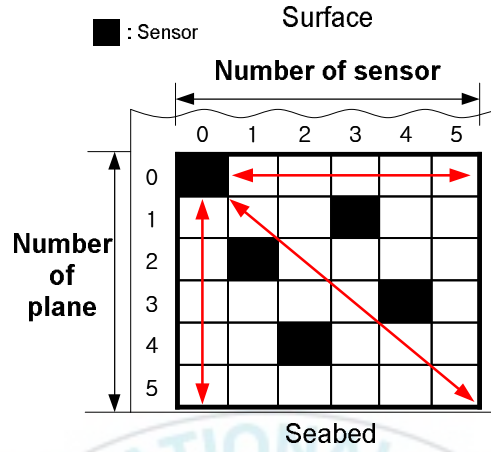 Surface
: Sensor
Number of sensor
0 1 2 3 4 5
0
1
Number
of
plane
2
3
4
5
Seabed